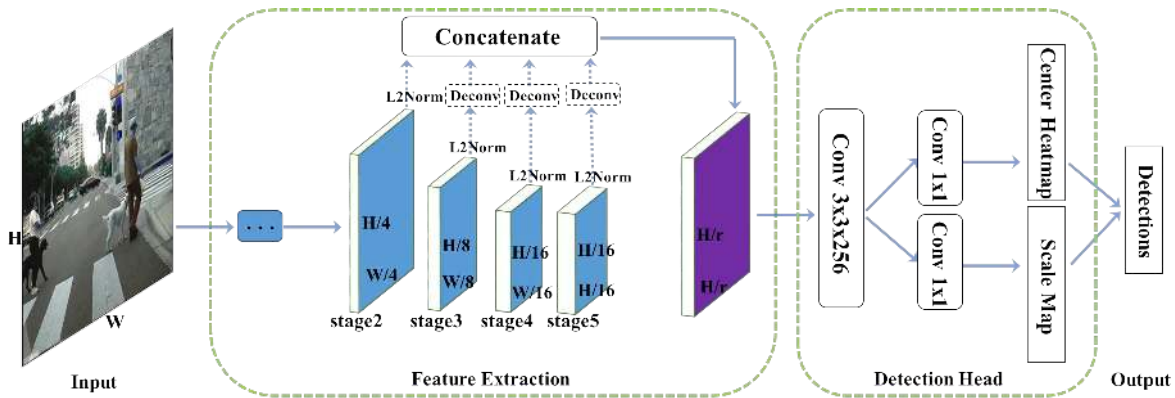 Concatenate
L2Norm
Deconv
Deconv
Deconv
L2Norm
L2Norm
L2Norm
H/4
W/4
H/8
W/8
H/16
W/16
H/16
H/16
H/r
H/r
stage2
stage3
stage4
stage5
...
H
W
Conv 3x3x256
Conv 1x1
Conv 1x1
Center Heatmap
Scale Map
Detections
Input
Feature Extraction
Detection Head
Output